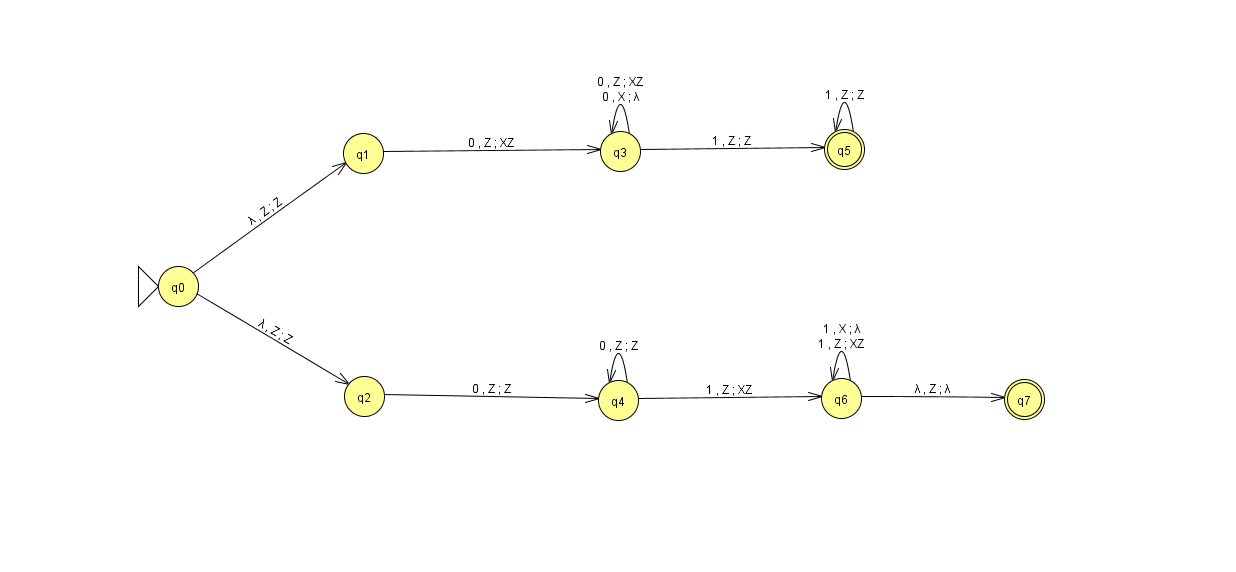 0 , Z ; XZ
0 , X ; λ
1 , Z ; Z
q1
0 , Z ; XZ
q3
1 , Z ; Z
q5
λ , Z ; Z
q0
λ , Z ; Z
1 , X ; λ
0 , Z ; Z
1 , Z ; XZ
q2
0 , Z ; Z
q4
1 , Z ; XZ
q6
λ , Z ; λ
q7